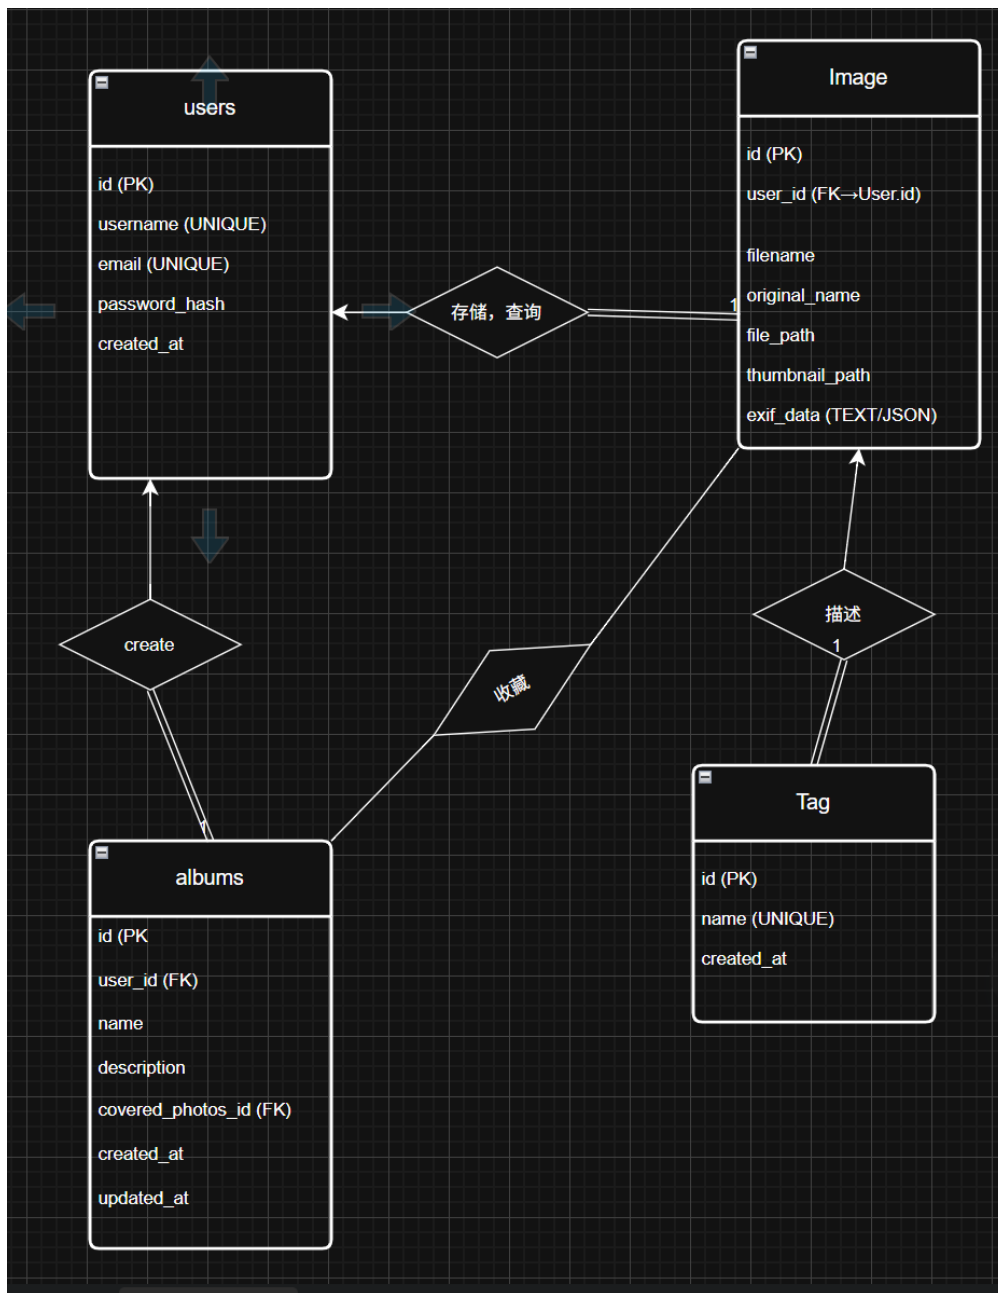 users
id (PK)
username (UNIQUE)
email (UNIQUE)
password_hash
created_at
存储，查询
1
Image
id (PK)
user_id (FK→User.id)
filename
original_name
file_path
thumbnail_path
exif_data (TEXT/JSON)
create
1
收藏
描述
1
albums
id (PK
user_id (FK)
name
description
covered_photos_id (FK)
created_at
updated_at
Tag
id (PK)
name (UNIQUE)
created_at